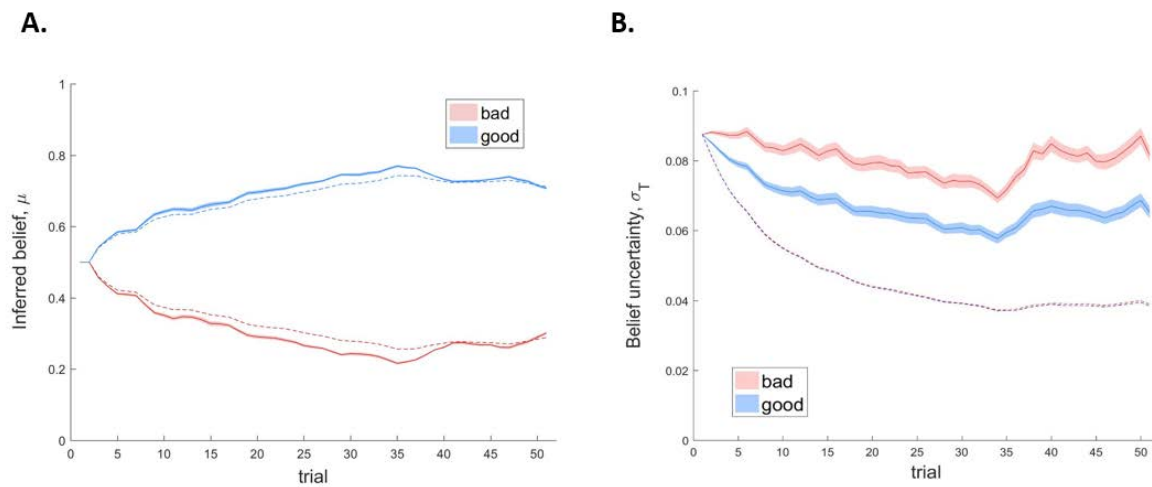 A.
Inferred belief, μ
1
0.8
0.6
0.4
0.2
0
0 5 10 15 20 25 30 35 40 45 50
trial
bad
good
B.
Belief uncertainty, σ_T
0.1
0.08
0.06
0.04
0.02
0
0 5 10 15 20 25 30 35 40 45 50
trial
bad
good